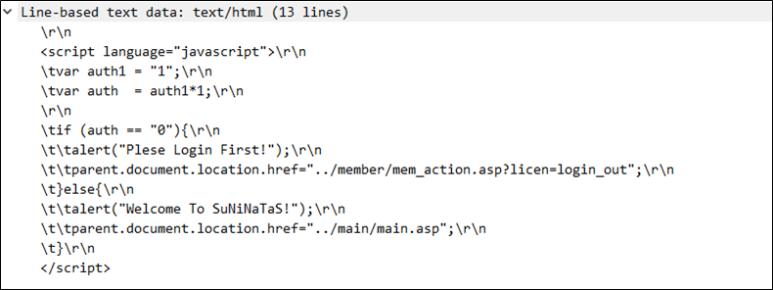 Line-based text data: text/html (13 lines)
\r\n
<script language="javascript">\r\n
\tvar auth1 = "1";\r\n
\tvar auth  = auth1*1;\r\n
\r\n
\tif (auth == "0"){\r\n
\t\talert("Plese Login First!");\r\n
\t\tparent.document.location.href="../member/mem_action.asp?licen=login_out";\r\n
\t}else{\r\n
\t\talert("Welcome To SuNiNaTaS!");\r\n
\t\tparent.document.location.href="../main/main.asp";\r\n
\t}\r\n
</script>